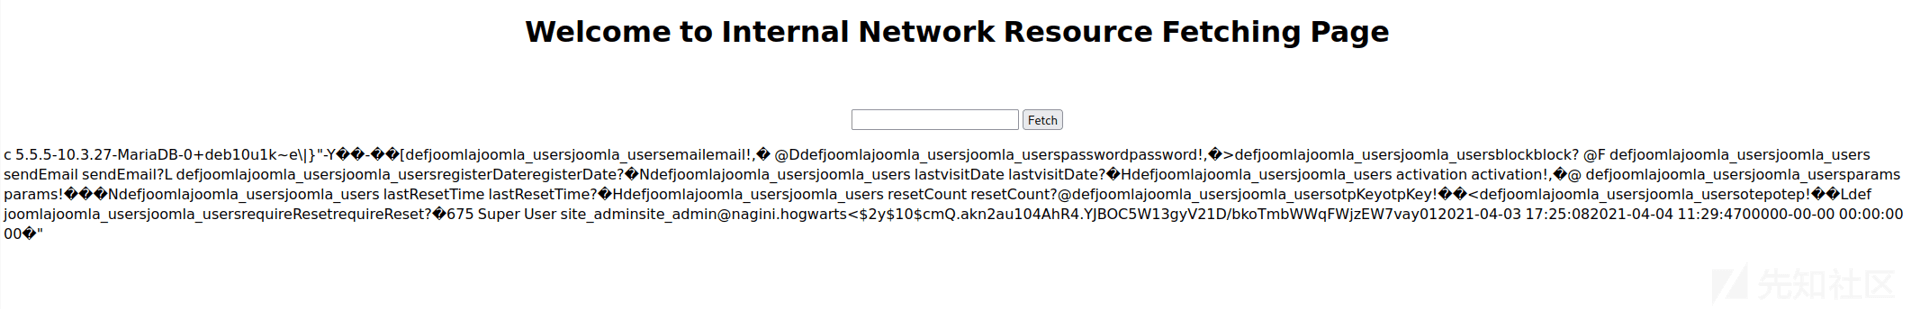 Welcome to Internal Network Resource Fetching Page
Fetch
c 5.5.5-10.3.27-MariaDB-0+deb10u1k~e\|}"-Y��-��[defjoomlajoomla_usersjoomla_usersemailemail!,� @Ddefjoomlajoomla_usersjoomla_userspasswordpassword!,�>defjoomlajoomla_usersjoomla_usersblockblock? @F defjoomlajoomla_usersjoomla_users
sendEmail sendEmail?L defjoomlajoomla_usersjoomla_usersregisterDateregisterDate?�Ndefjoomlajoomla_usersjoomla_users lastvisitDate lastvisitDate?�Hdefjoomlajoomla_usersjoomla_users activation activation!,�@ defjoomlajoomla_usersjoomla_usersparams
params!���Ndefjoomlajoomla_usersjoomla_users lastResetTime lastResetTime?�Hdefjoomlajoomla_usersjoomla_users resetCount resetCount?@defjoomlajoomla_usersjoomla_usersotpKeyotpKey!��<defjoomlajoomla_usersjoomla_usersotepotep!��Ldef
joomlajoomla_usersjoomla_usersrequireResetrequireReset?�675 Super User site_adminsite_admin@nagini.hogwarts<$2y$10$cmQ.akn2au104AhR4.YJBOC5W13gyV21D/bkoTmbWWqFWjzEW7vay012021-04-03 17:25:082021-04-04 11:29:4700000-00-00 00:00:00
00�"
先知社区